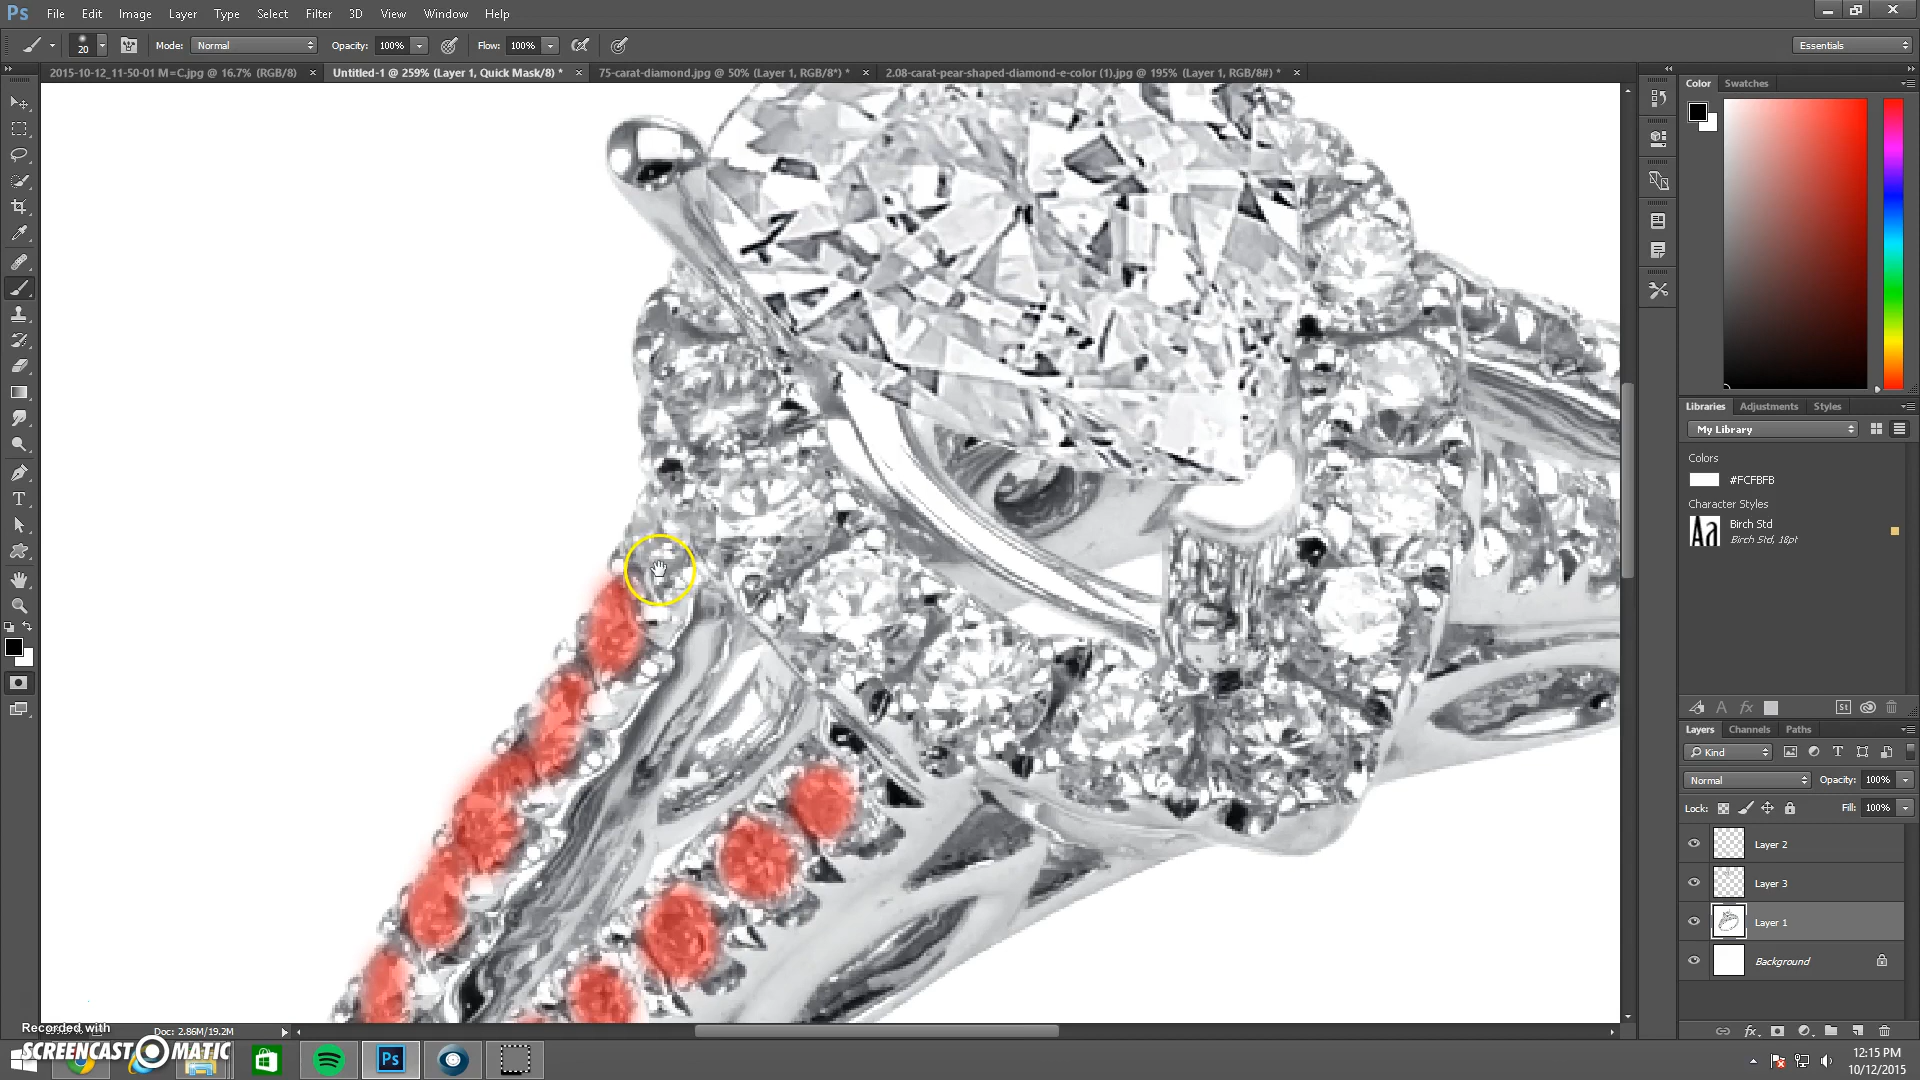 Ps File Edit Image Layer Type Select Filter 3D View Window Help
20 Mode: Normal Opacity: 100% Flow: 100% Essentials
2015-10-12_11-50-01 M=C.jpg @ 16.7% (RGB/8) × Untitled-1 @ 259% (Layer 1, Quick Mask/8) * × 75-carat-diamond.jpg @ 50% (Layer 1, RGB/8*) * × 2.08-carat-pear-shaped-diamond-e-color (1).jpg @ 195% (Layer 1, RGB/8#) * ×
Color Swatches
Libraries Adjustments Styles
My Library
Colors
#FCFBFB
Character Styles
Aa Birch Std
Birch Std, 18pt
St
Layers Channels Paths
Kind
Normal Opacity: 100%
Lock: Fill: 100%
Layer 2
Layer 3
Layer 1
Background
Doc: 2.86M/19.2M
Recorded with
SCREENCAST O MATIC
Ps
12:15 PM
10/12/2015